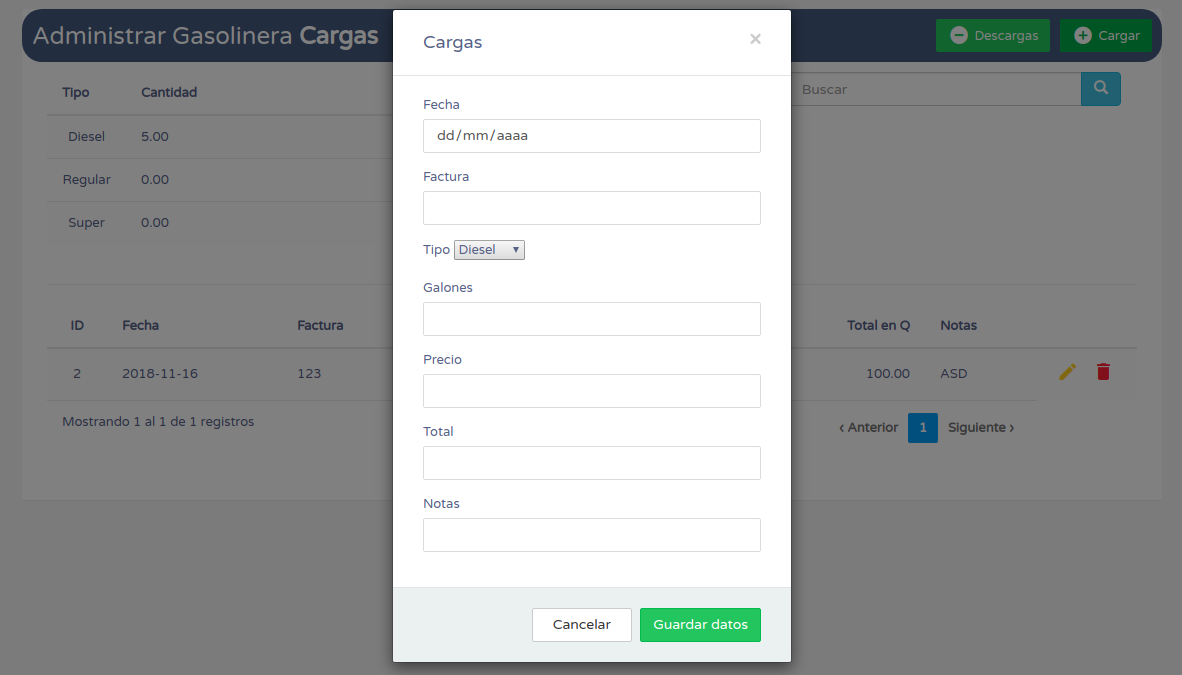 Administrar Gasolinera Cargas
Descargas
Cargar
Buscar
Tipo Cantidad
Diesel 5.00
Regular 0.00
Super 0.00
ID Fecha Factura Total en Q Notas
2 2018-11-16 123 100.00 ASD
Mostrando 1 al 1 de 1 registros
‹ Anterior 1 Siguiente ›
Cargas ×
Fecha
dd/mm/aaaa
Factura
Tipo Diesel
Galones
Precio
Total
Notas
Cancelar Guardar datos